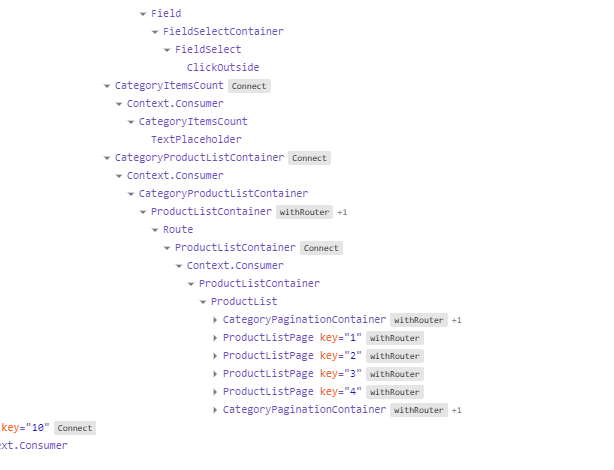 Field
FieldSelectContainer
FieldSelect
ClickOutside
CategoryItemsCount Connect
Context.Consumer
CategoryItemsCount
TextPlaceholder
CategoryProductListContainer Connect
Context.Consumer
CategoryProductListContainer
ProductListContainer withRouter +1
Route
ProductListContainer Connect
Context.Consumer
ProductListContainer
ProductList
CategoryPaginationContainer withRouter +1
ProductListPage key="1" withRouter
ProductListPage key="2" withRouter
ProductListPage key="3" withRouter
ProductListPage key="4" withRouter
CategoryPaginationContainer withRouter +1
key="10" Connect
ext.Consumer